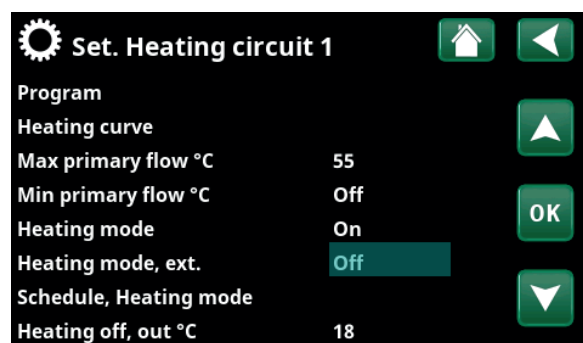 Set. Heating circuit 1
Program
Heating curve
Max primary flow °C 55
Min primary flow °C Off
Heating mode On
Heating mode, ext. Off
Schedule, Heating mode
Heating off, out °C 18
OK